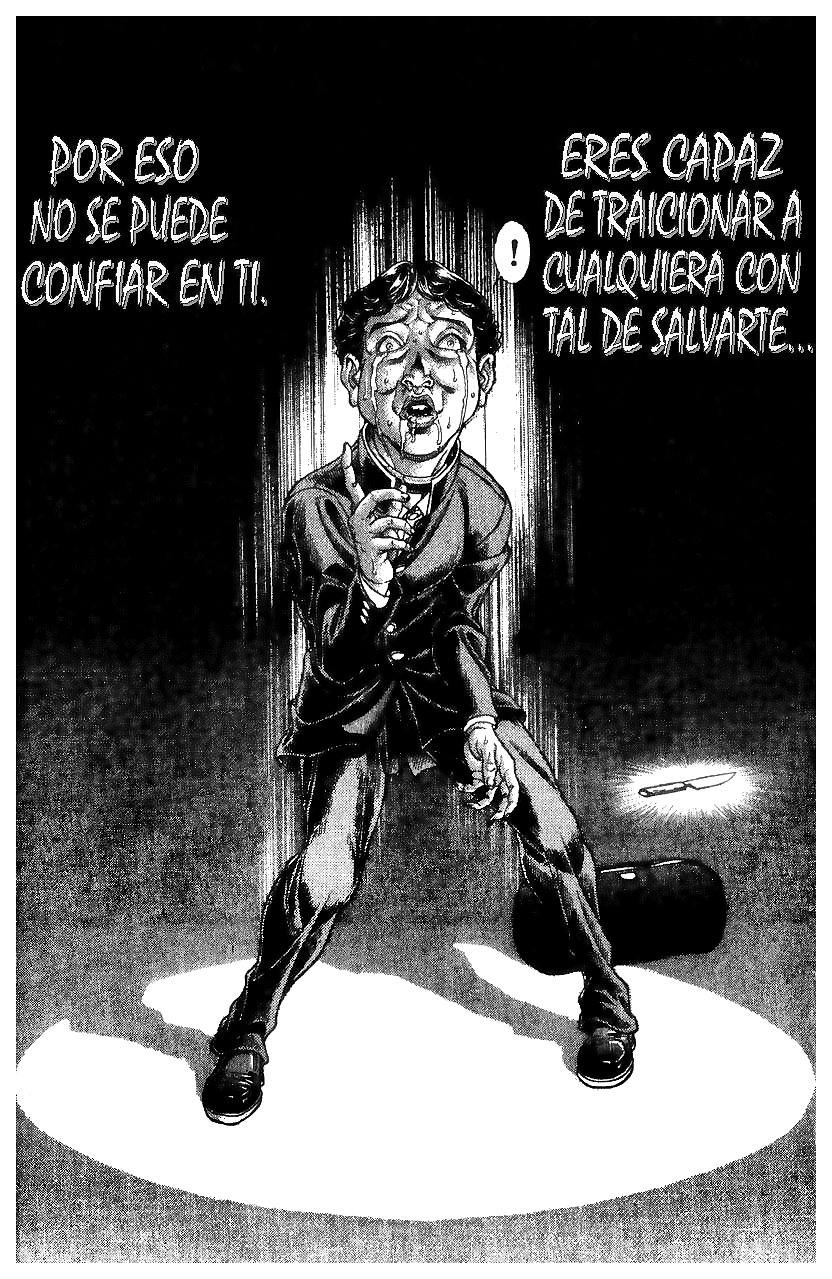 ERES CAPAZ
DE TRAICIONAR A
CUALQUIERA CON
TAL DE SALVARTE...
!
POR ESO
NO SE PUEDE
CONFIAR EN TI.